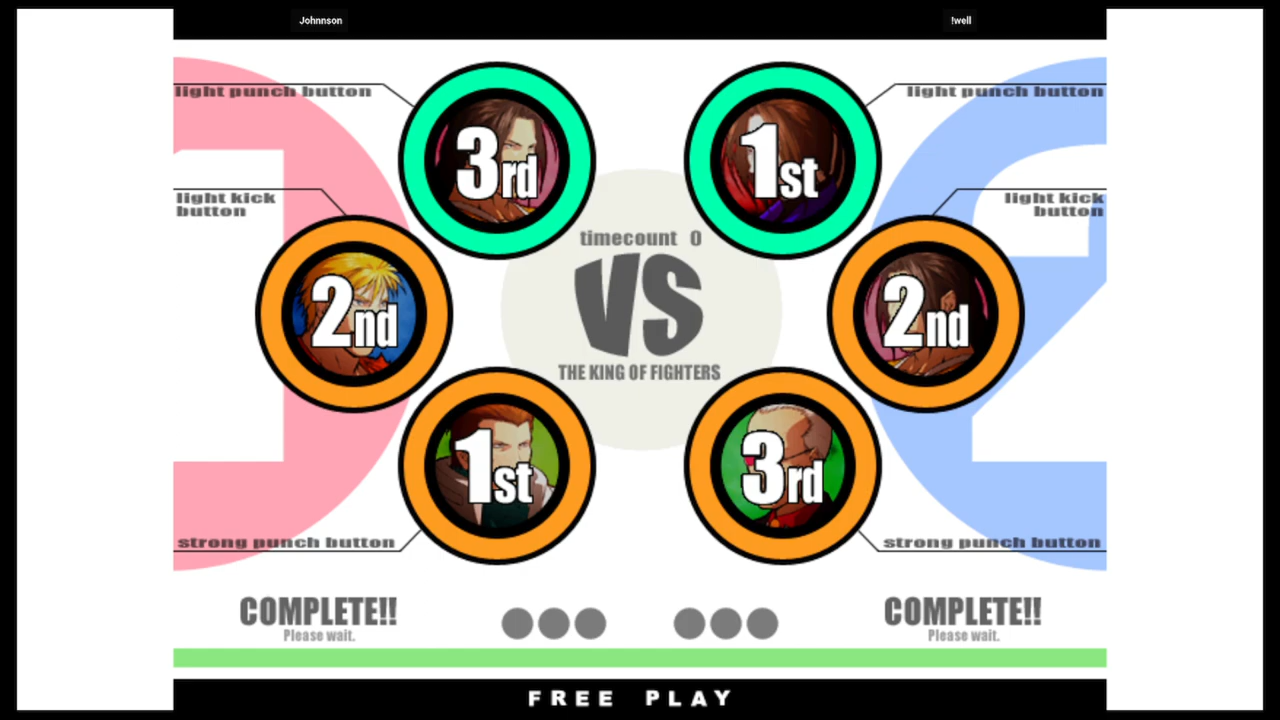 Johnnson
!well
light punch button
light punch button
3rd
1st
light kick
button
light kick
button
timecount 0
VS
THE KING OF FIGHTERS
2nd
2nd
1
2
1st
3rd
strong punch button
strong punch button
COMPLETE!!
Please wait.
COMPLETE!!
Please wait.
FREE PLAY